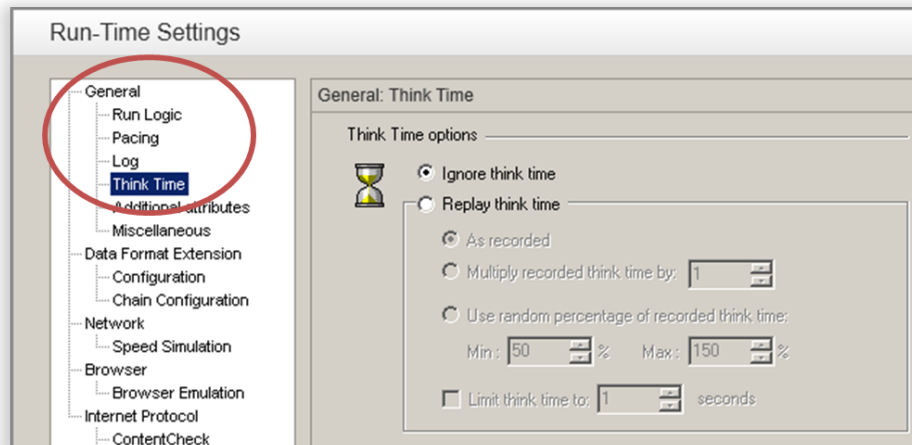 Run-Time Settings
General
Run Logic
Pacing
Log
Think Time
Additional attributes
Miscellaneous
Data Format Extension
Configuration
Chain Configuration
Network
Speed Simulation
Browser
Browser Emulation
Internet Protocol
ContentCheck
General: Think Time
Think Time options
Ignore think time
Replay think time
As recorded
Multiply recorded think time by: 1
Use random percentage of recorded think time:
Min: 50 % Max: 150 %
Limit think time to: 1 seconds